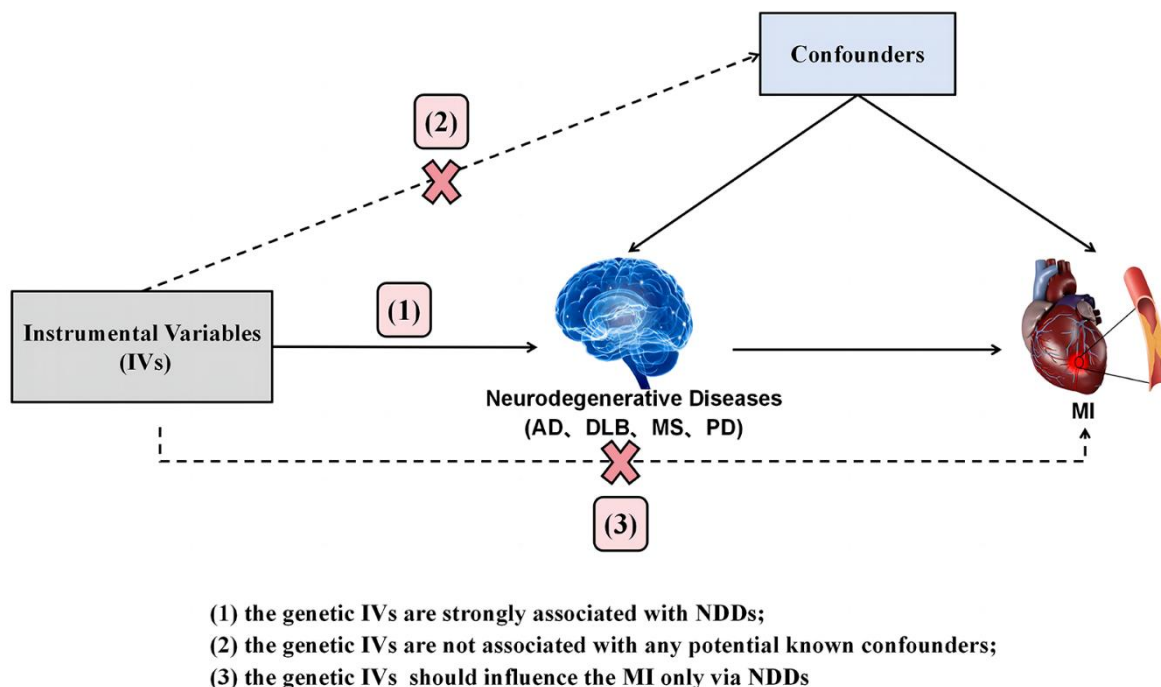 Confounders
(2)
(1)
Instrumental Variables
(IVs)
Neurodegenerative Diseases
(AD、DLB、MS、PD)
MI
(3)
(1) the genetic IVs are strongly associated with NDDs;
(2) the genetic IVs are not associated with any potential known confounders;
(3) the genetic IVs should influence the MI only via NDDs